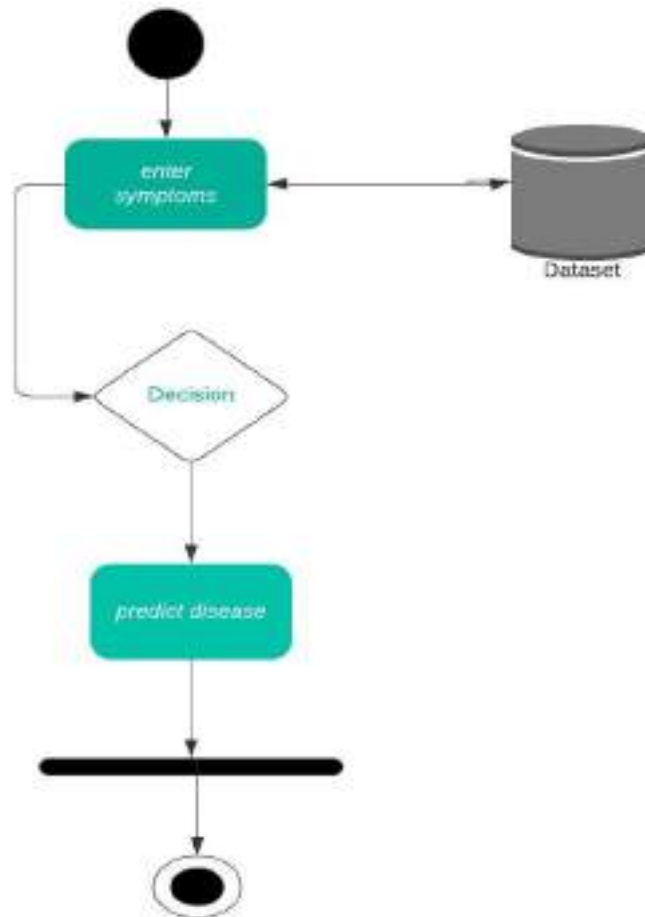 enter
symptoms
Dataset
Decision
predict disease